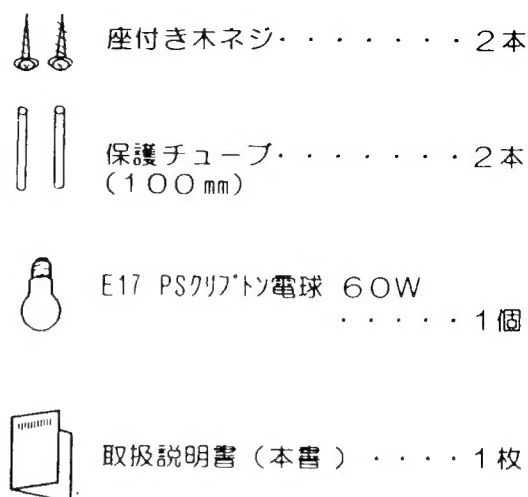 座付き木ネジ・・・・・・・2本
保護チューブ・・・・・・・2本
(100mm)
E17 PSｸﾘﾌﾟﾄﾝ電球 60W
・・・・・1個
取扱説明書（本書）・・・・1枚